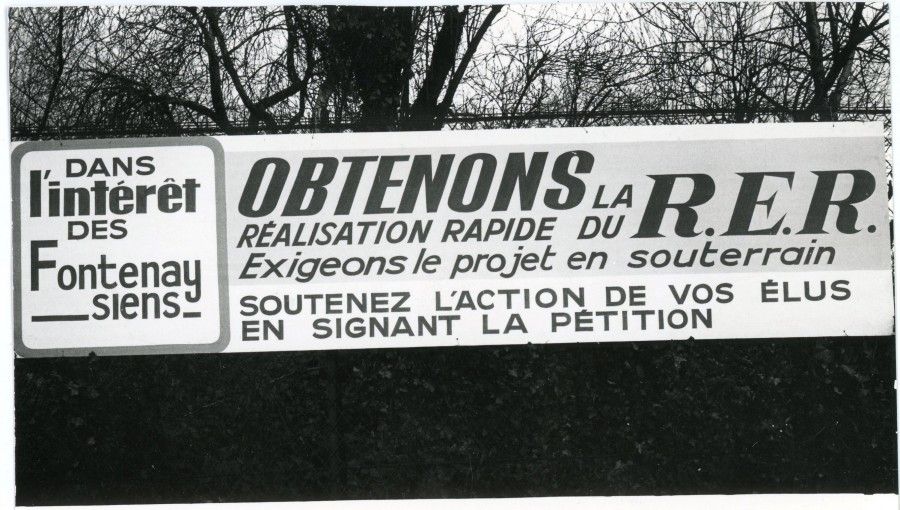 DANS
l'intérêt
DES
Fontenay
siens
OBTENONS LA R.E.R.
RÉALISATION RAPIDE DU
Exigeons le projet en souterrain
SOUTENEZ L'ACTION DE VOS ÉLUS
EN SIGNANT LA PÉTITION